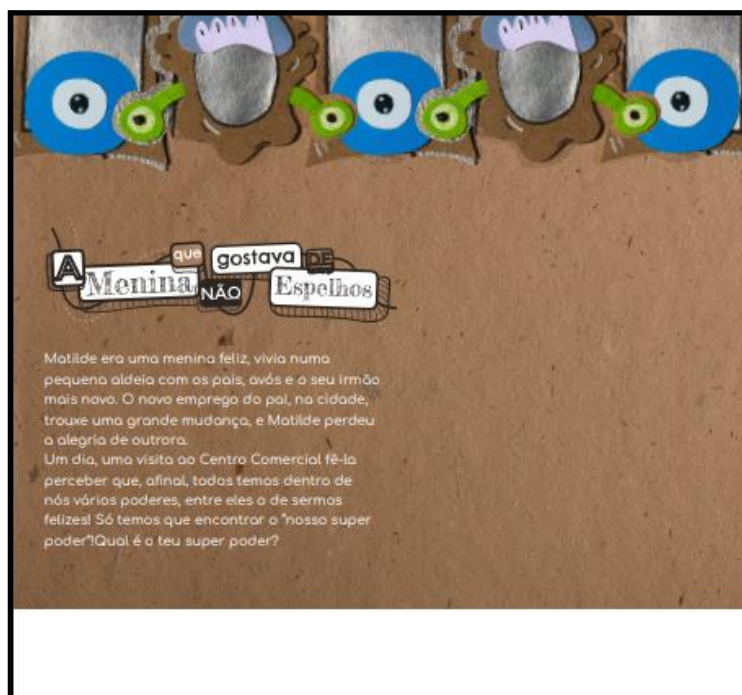 A Menina que NÃO gostava DE Espelhos
Matilde era uma menina feliz, vivia numa
pequena aldeia com os pais, avós e o seu irmão
mais novo. O novo emprego do pai, na cidade,
trouxe uma grande mudança, e Matilde perdeu
a alegria de outrora.
Um dia, uma visita ao Centro Comercial fê-la
perceber que, afinal, todos temos dentro de
nós vários poderes, entre eles o de sermos
felizes! Só temos que encontrar o "nosso super
poder"!Qual é o teu super poder?